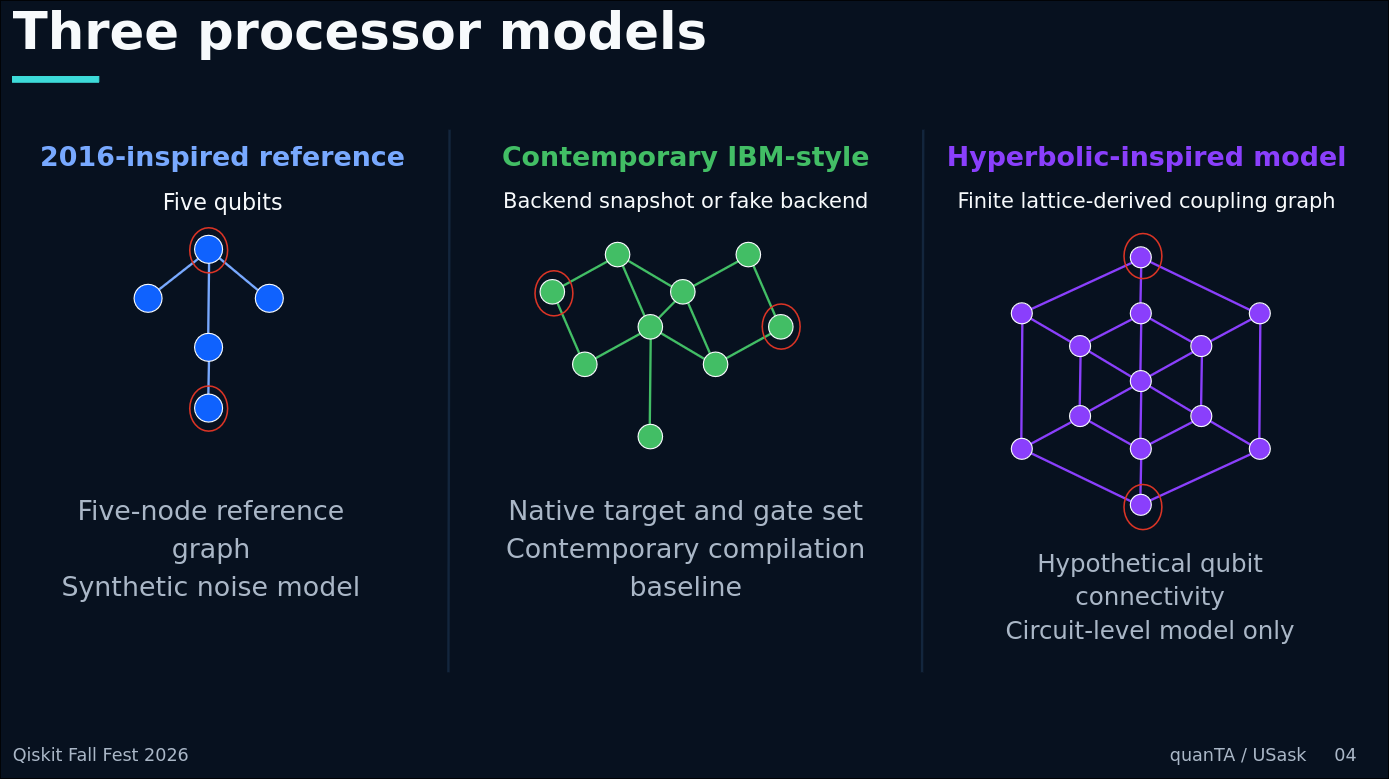 Three processor models
2016-inspired reference
Five qubits
Five-node reference
graph
Synthetic noise model
Contemporary IBM-style
Backend snapshot or fake backend
Native target and gate set
Contemporary compilation
baseline
Hyperbolic-inspired model
Finite lattice-derived coupling graph
Hypothetical qubit
connectivity
Circuit-level model only
Qiskit Fall Fest 2026
quanTA / USask 04